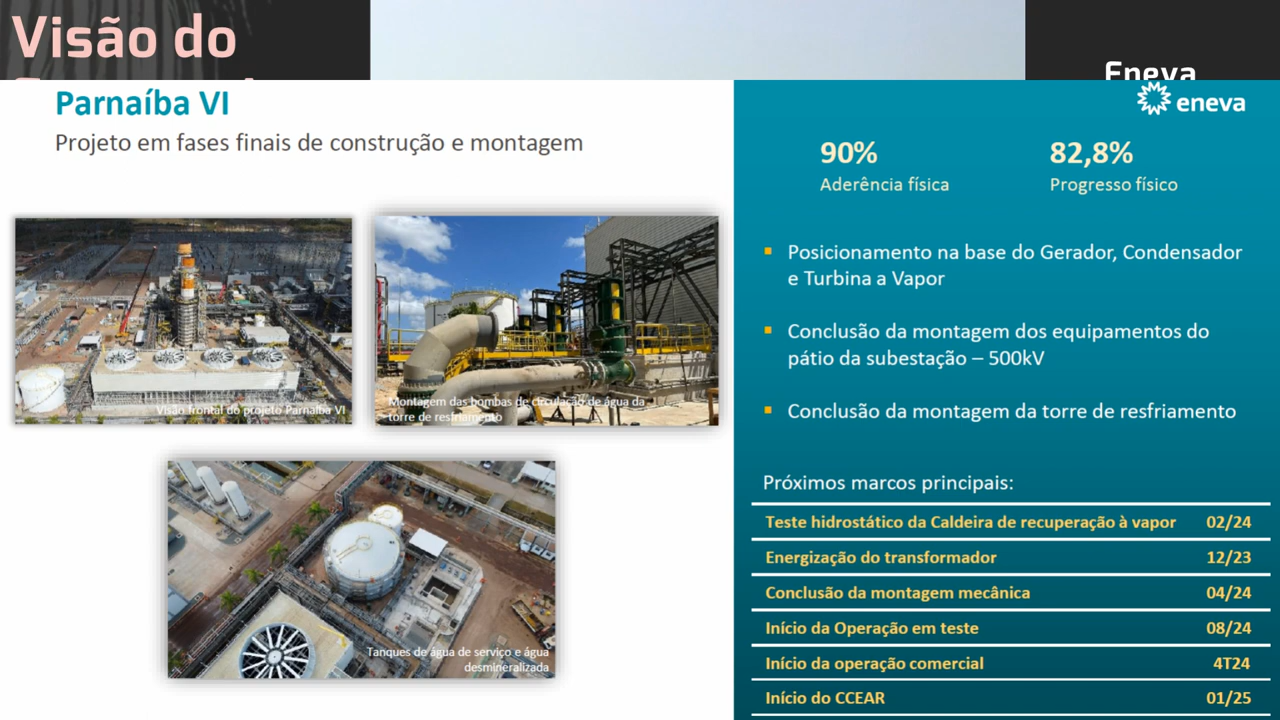 Visão do
Eneva
Parnaíba VI
eneva
Projeto em fases finais de construção e montagem
90%
Aderência física
82,8%
Progresso físico
Posicionamento na base do Gerador, Condensador
e Turbina a Vapor
Conclusão da montagem dos equipamentos do
pátio da subestação – 500kV
Conclusão da montagem da torre de resfriamento
Visão frontal do projeto Parnaíba VI
Montagem das bombas de circulação de água da
torre de resfriamento
Tanques de água de serviço e água
desmineralizada
Próximos marcos principais:
Teste hidrostático da Caldeira de recuperação à vapor 02/24
Energização do transformador 12/23
Conclusão da montagem mecânica 04/24
Início da Operação em teste 08/24
Início da operação comercial 4T24
Início do CCEAR 01/25